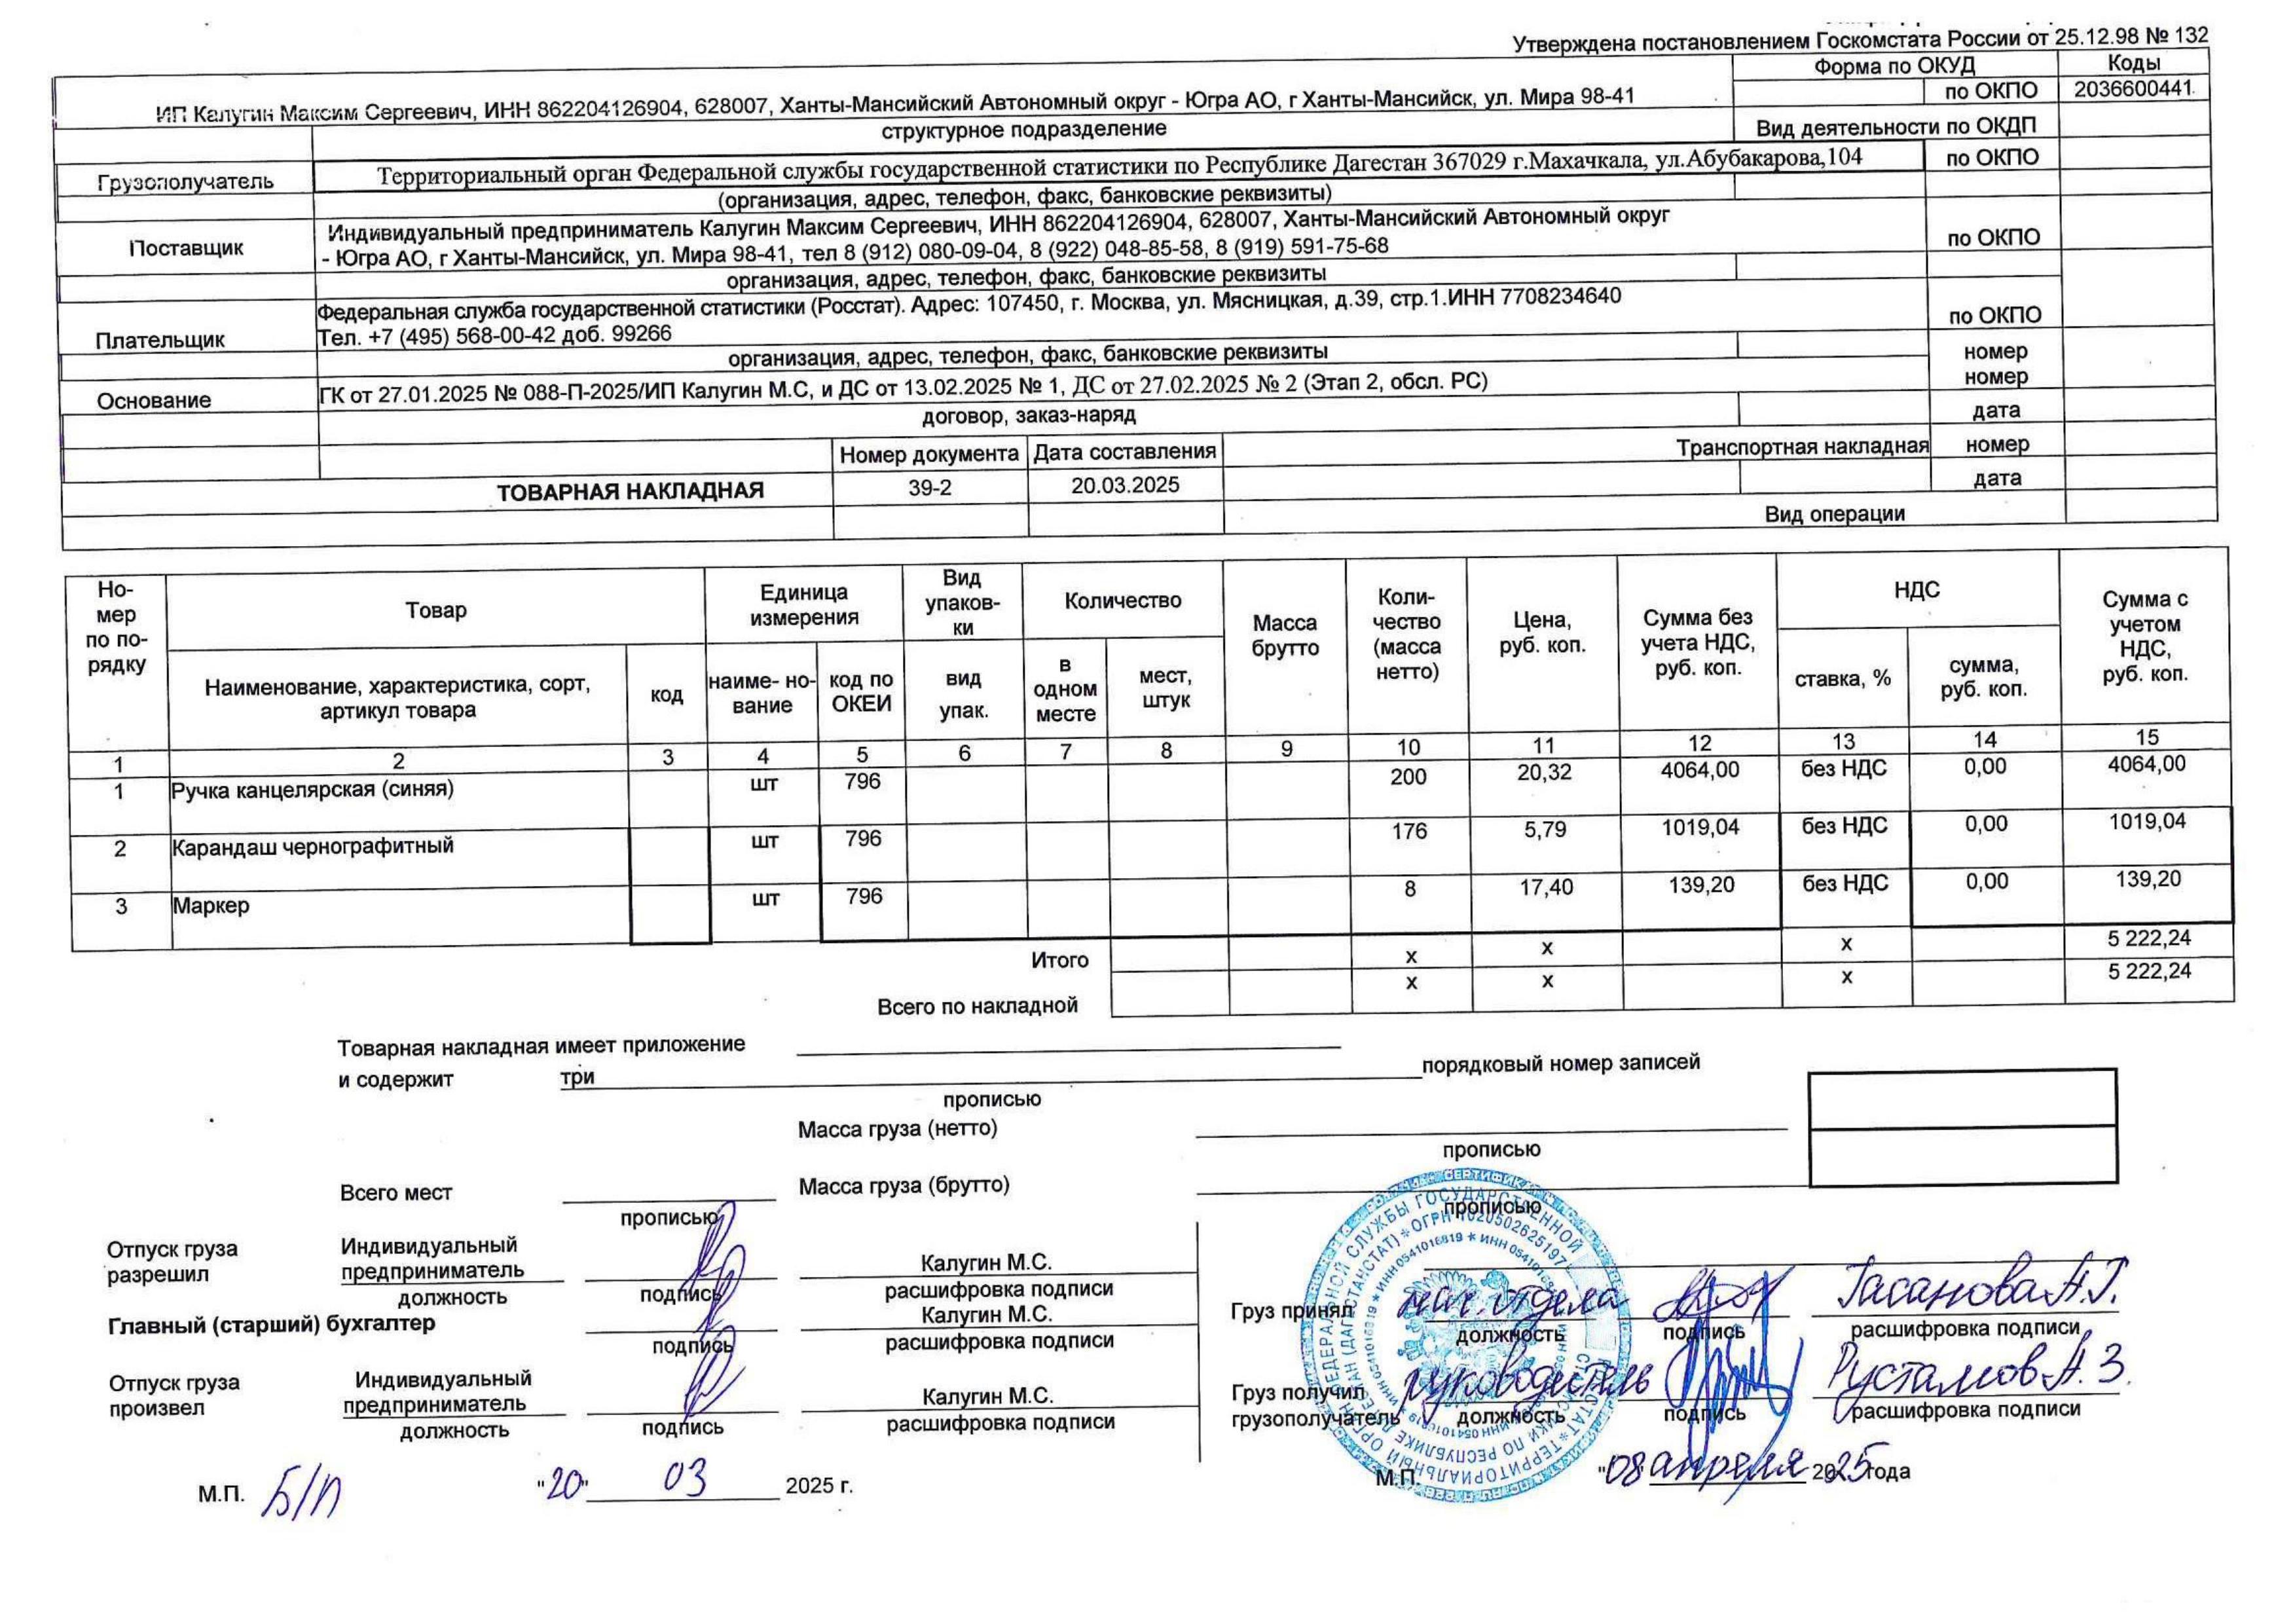 Утверждена постановлением Госкомстата России от 25.12.98 № 132
Форма по ОКУД
Коды
ИП Калугин Максим Сергеевич, ИНН 862204126904, 628007, Ханты-Мансийский Автономный округ - Югра АО, г Ханты-Мансийск, ул. Мира 98-41
по ОКПО
2036600441
структурное подразделение
Вид деятельности по ОКДП
Грузополучатель
Территориальный орган Федеральной службы государственной статистики по Республике Дагестан 367029 г.Махачкала, ул.Абубакарова,104
по ОКПО
(организация, адрес, телефон, факс, банковские реквизиты)
Поставщик
Индивидуальный предприниматель Калугин Максим Сергеевич, ИНН 862204126904, 628007, Ханты-Мансийский Автономный округ
- Югра АО, г Ханты-Мансийск, ул. Мира 98-41, тел 8 (912) 080-09-04, 8 (922) 048-85-58, 8 (919) 591-75-68
по ОКПО
организация, адрес, телефон, факс, банковские реквизиты
Плательщик
Федеральная служба государственной статистики (Росстат). Адрес: 107450, г. Москва, ул. Мясницкая, д.39, стр.1.ИНН 7708234640
Тел. +7 (495) 568-00-42 доб. 99266
по ОКПО
организация, адрес, телефон, факс, банковские реквизиты
номер
Основание
ГК от 27.01.2025 № 088-П-2025/ИП Калугин М.С, и ДС от 13.02.2025 № 1, ДС от 27.02.2025 № 2 (Этап 2, обсл. РС)
номер
договор, заказ-наряд
дата
Номер документа
Дата составления
Транспортная накладная
номер
ТОВАРНАЯ НАКЛАДНАЯ
39-2
20.03.2025
дата
Вид операции
Но-
мер
по по-
рядку
Товар
Единица
измерения
Вид
упаков-
ки
Количество
Масса
брутто
Коли-
чество
(масса
нетто)
Цена,
руб. коп.
Сумма без
учета НДС,
руб. коп.
НДС
Сумма с
учетом
НДС,
руб. коп.
Наименование, характеристика, сорт,
артикул товара
код
наиме- но-
вание
код по
ОКЕИ
вид
упак.
в
одном
месте
мест,
штук
ставка, %
сумма,
руб. коп.
1 2 3 4 5 6 7 8 9 10 11 12 13 14 15
1 Ручка канцелярская (синяя) шт 796 200 20,32 4064,00 без НДС 0,00 4064,00
2 Карандаш чернографитный шт 796 176 5,79 1019,04 без НДС 0,00 1019,04
3 Маркер шт 796 8 17,40 139,20 без НДС 0,00 139,20
Итого х х х 5 222,24
Всего по накладной х х х 5 222,24
Товарная накладная имеет приложение
и содержит три порядковый номер записей
прописью
Масса груза (нетто)
прописью
Всего мест
Масса груза (брутто)
прописью
прописью
Отпуск груза
разрешил
Индивидуальный
предприниматель
должность
подпись
Калугин М.С.
расшифровка подписи
Главный (старший) бухгалтер
подпись
Калугин М.С.
расшифровка подписи
Отпуск груза
произвел
Индивидуальный
предприниматель
должность
подпись
Калугин М.С.
расшифровка подписи
М.П. Б/П
"20" 03 2025 г.
Груз принял нач. отдела Гасанова А.Г.
должность
подпись
расшифровка подписи
Груз получил
грузополучатель
руководитель
Рустамов А. З.
должность
подпись
расшифровка подписи
М.П.
"08 апреля 2025 года